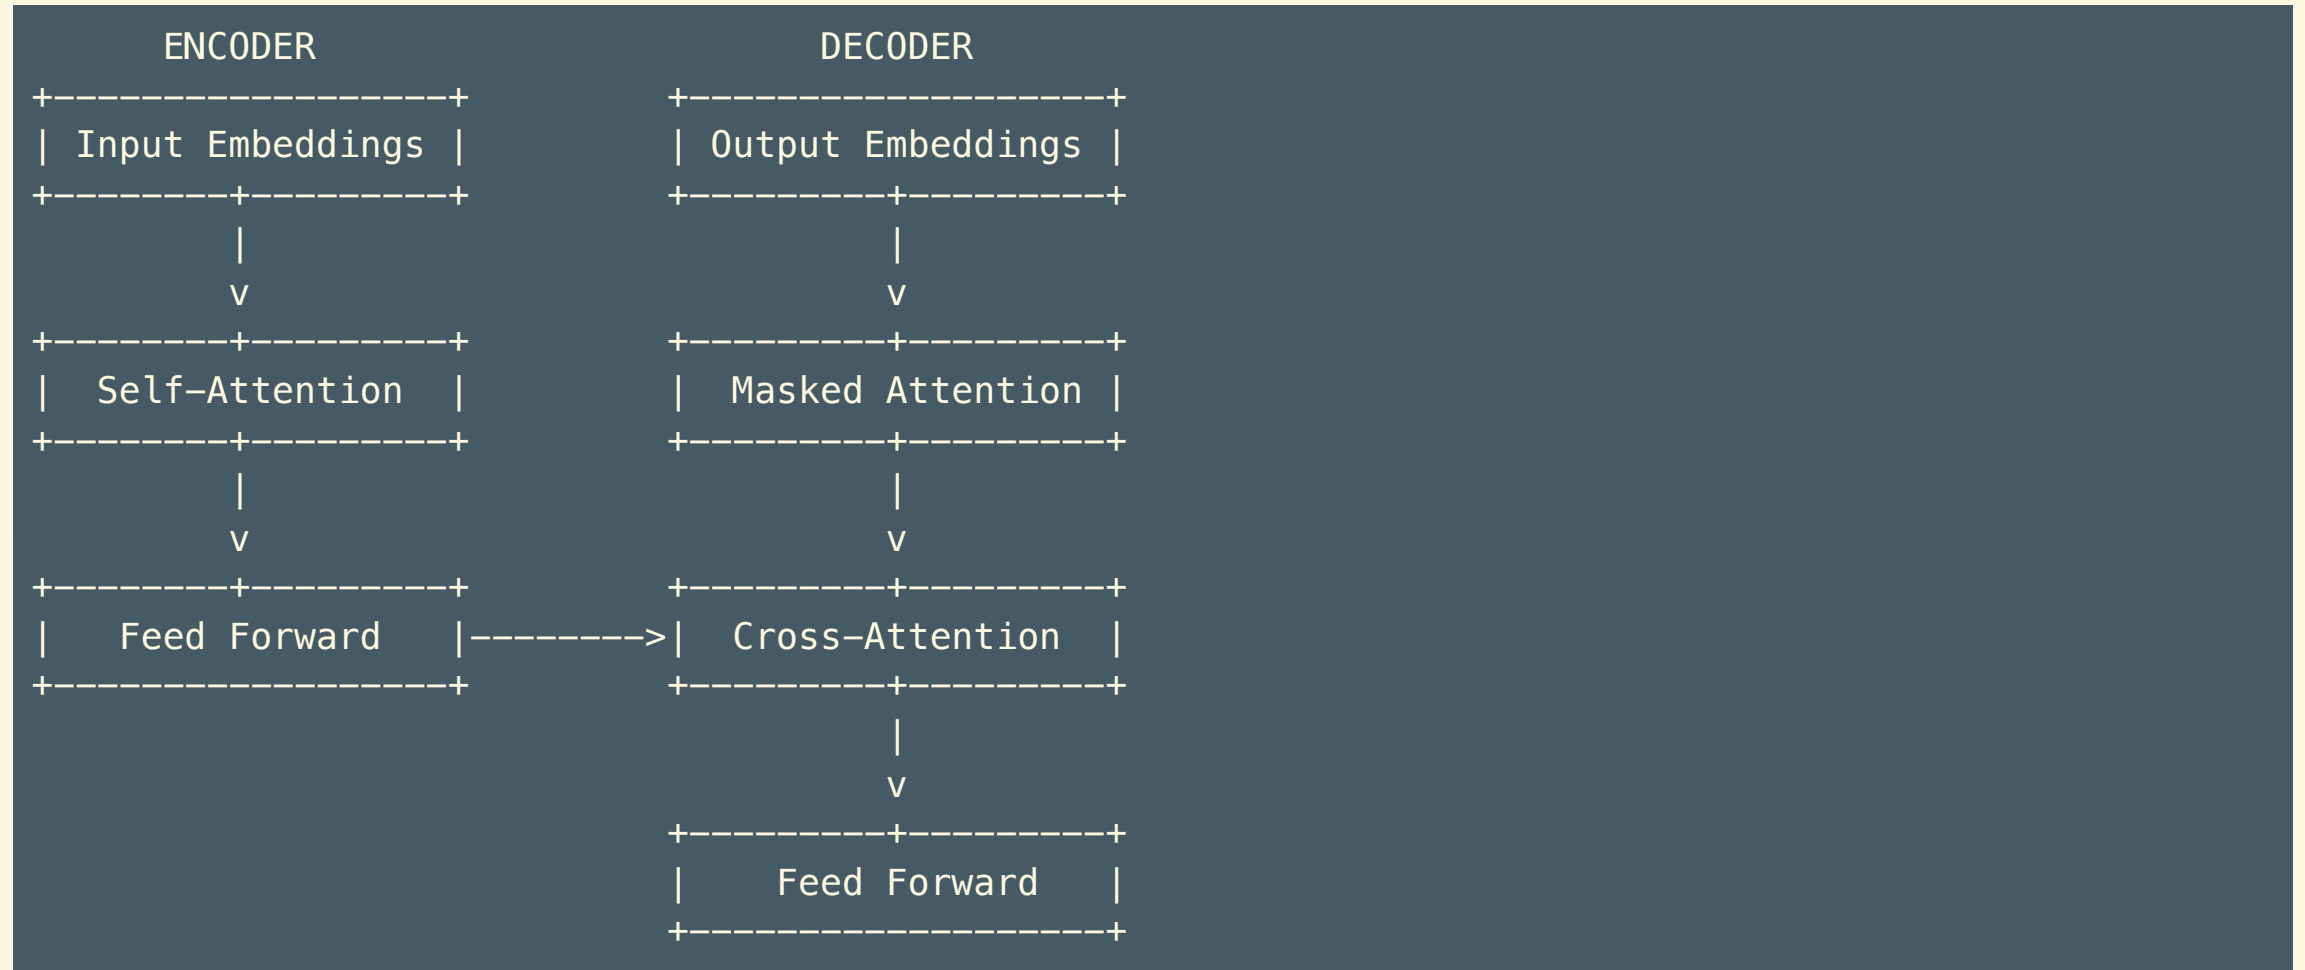 ENCODER                       DECODER
+------------------+         +-------------------+
| Input Embeddings |         | Output Embeddings |
+--------+---------+         +---------+---------+
         |                             |
         v                             v
+--------+---------+         +---------+---------+
|  Self-Attention  |         |  Masked Attention |
+--------+---------+         +---------+---------+
         |                             |
         v                             v
+--------+---------+         +---------+---------+
|   Feed Forward   |-------->|  Cross-Attention  |
+------------------+         +---------+---------+
                                       |
                                       v
                             +---------+---------+
                             |    Feed Forward   |
                             +-------------------+